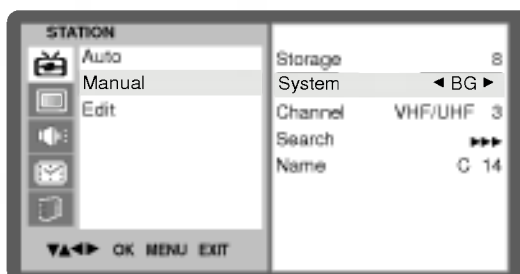 STATION
Auto
Manual
Edit
Storage 8
System ◄ BG ►
Channel VHF/UHF 3
Search ►►►
Name C 14
▼▲◄► OK MENU EXIT